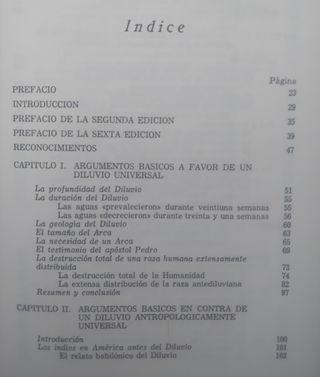 Indice
Página
PREFACIO 23
INTRODUCCION 29
PREFACIO DE LA SEGUNDA EDICION 35
PREFACIO DE LA SEXTA EDICION 39
RECONOCIMIENTOS 47
CAPITULO I. ARGUMENTOS BASICOS A FAVOR DE UN
DILUVIO UNIVERSAL
La profundidad del Diluvio 51
La duración del Diluvio 55
Las aguas «prevalecieron» durante veintiuna semanas 55
Las aguas «decrecieron» durante treinta y una semanas 56
La geología del Diluvio 60
El tamaño del Arca 63
La necesidad de un Arca 65
El testimonio del apóstol Pedro 69
La destrucción total de una raza humana extensamente
distribuida 73
La destrucción total de la Humanidad 74
La extensa distribución de la raza antediluviana 82
Resumen y conclusión 97
CAPITULO II. ARGUMENTOS BASICOS EN CONTRA DE
UN DILUVIO ANTROPOLOGICAMENTE
UNIVERSAL
Introducción 100
Los indios en América antes del Diluvio 101
El relato babilónico del Diluvio 102